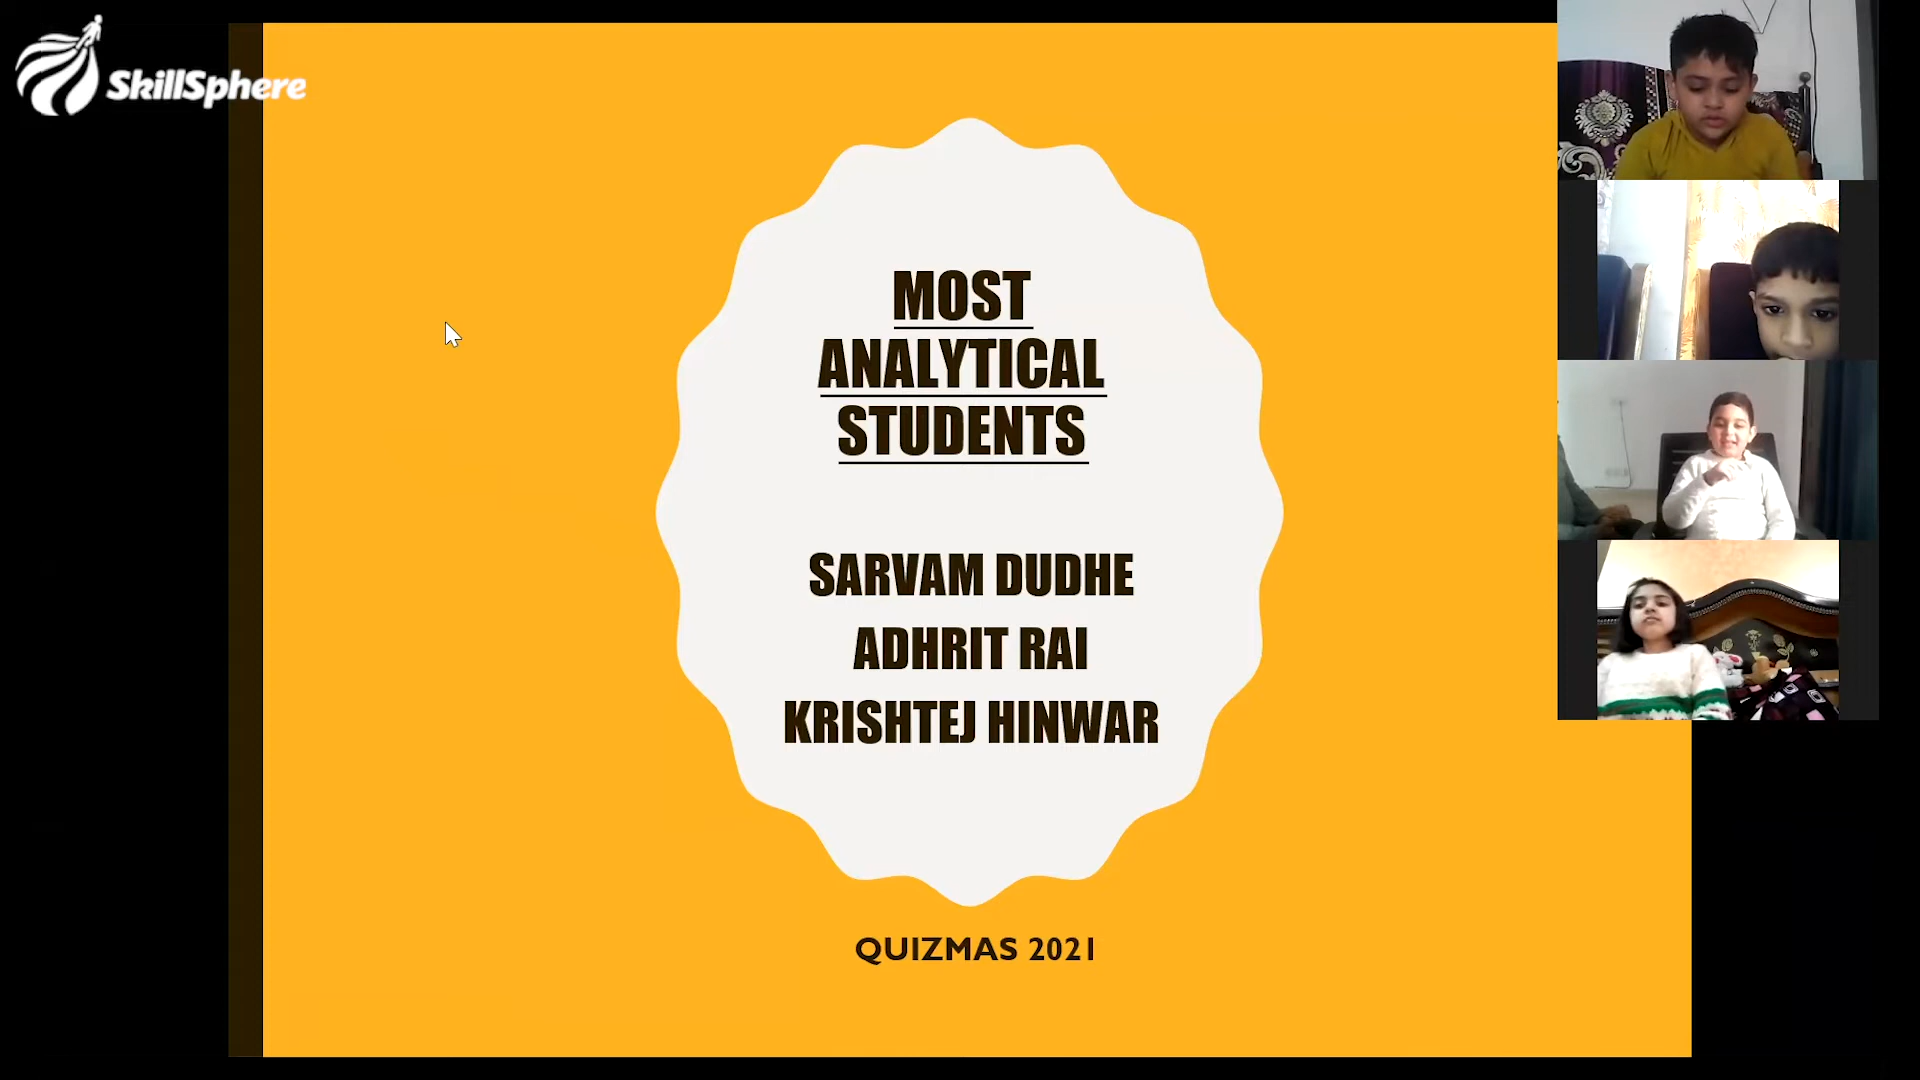 SkillSphere
MOST
ANALYTICAL
STUDENTS
SARVAM DUDHE
ADHRIT RAI
KRISHTEJ HINWAR
QUIZMAS 2021